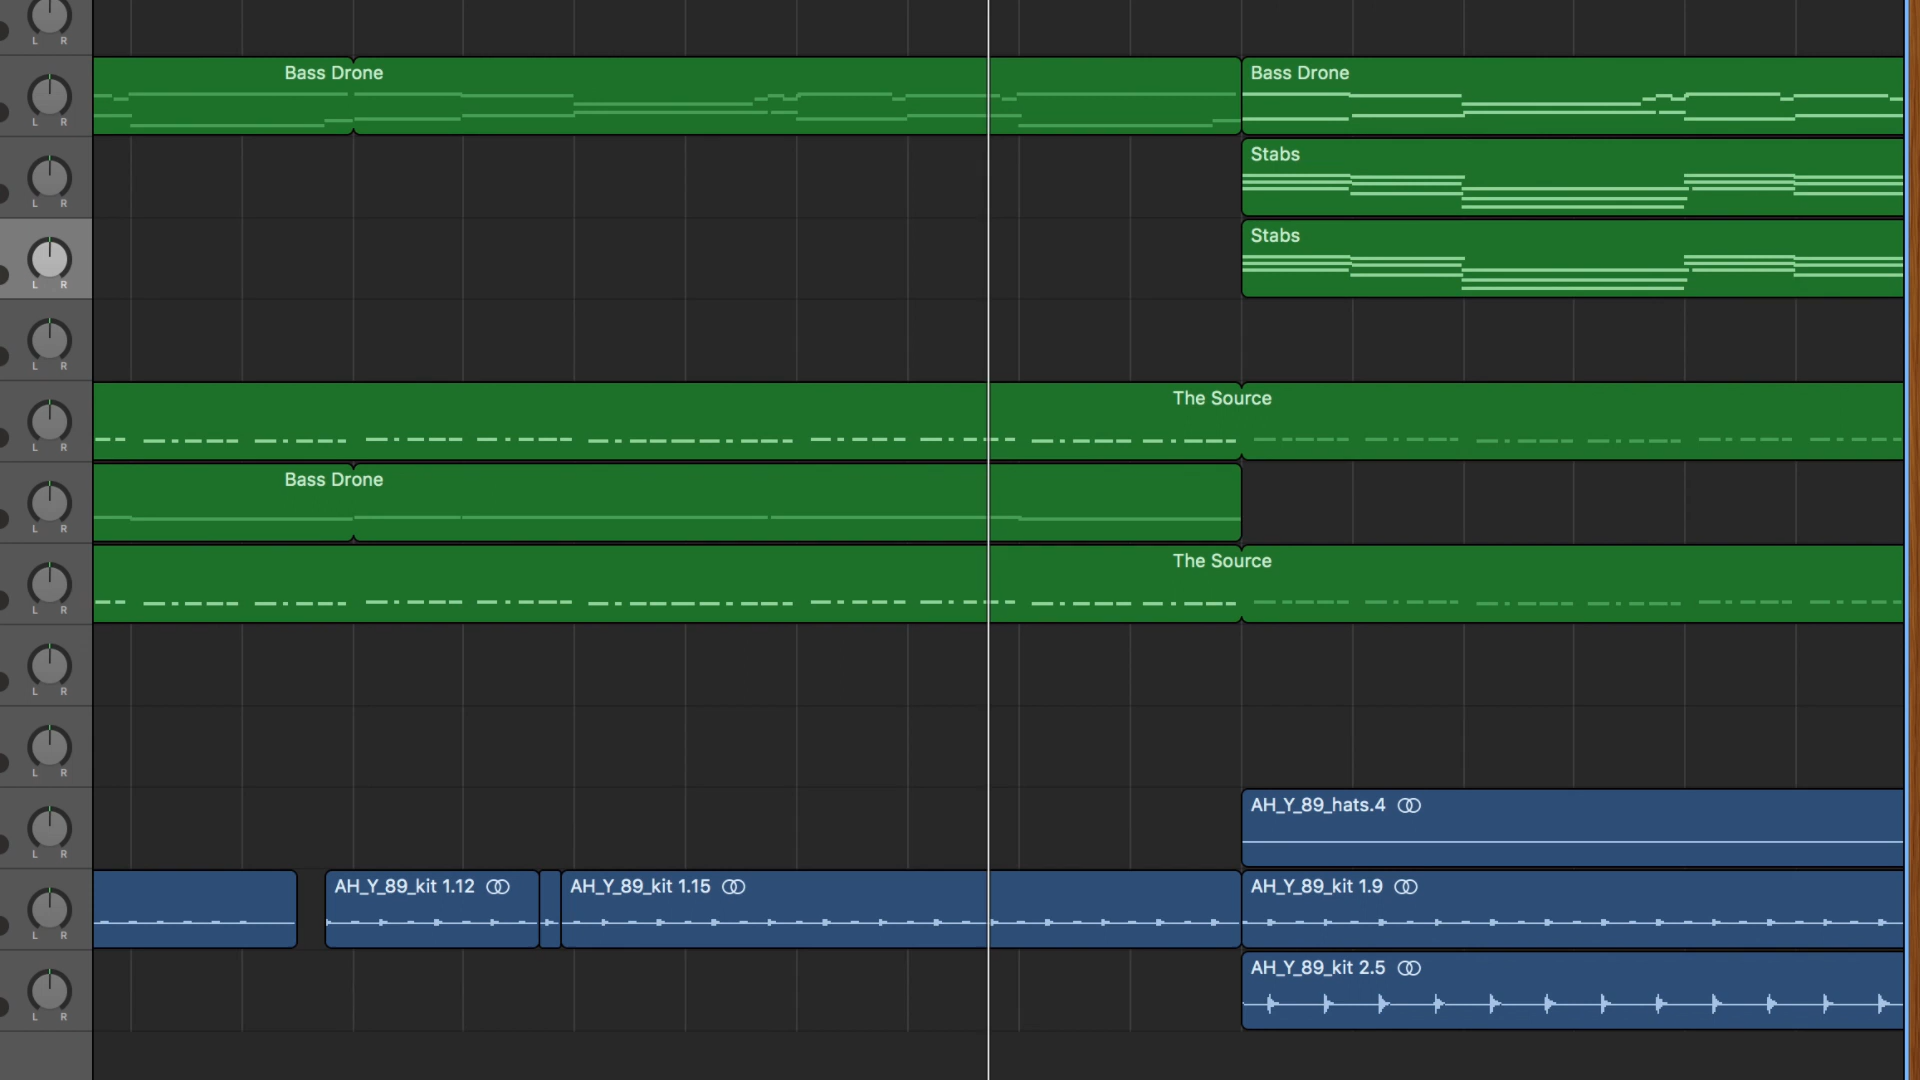 L R
Bass Drone
Bass Drone
L R
Stabs
L R
Stabs
L R
L R
The Source
L R
Bass Drone
L R
The Source
L R
L R
L R
AH_Y_89_hats.4
L R
AH_Y_89_kit 1.12
AH_Y_89_kit 1.15
AH_Y_89_kit 1.9
L R
AH_Y_89_kit 2.5
L R